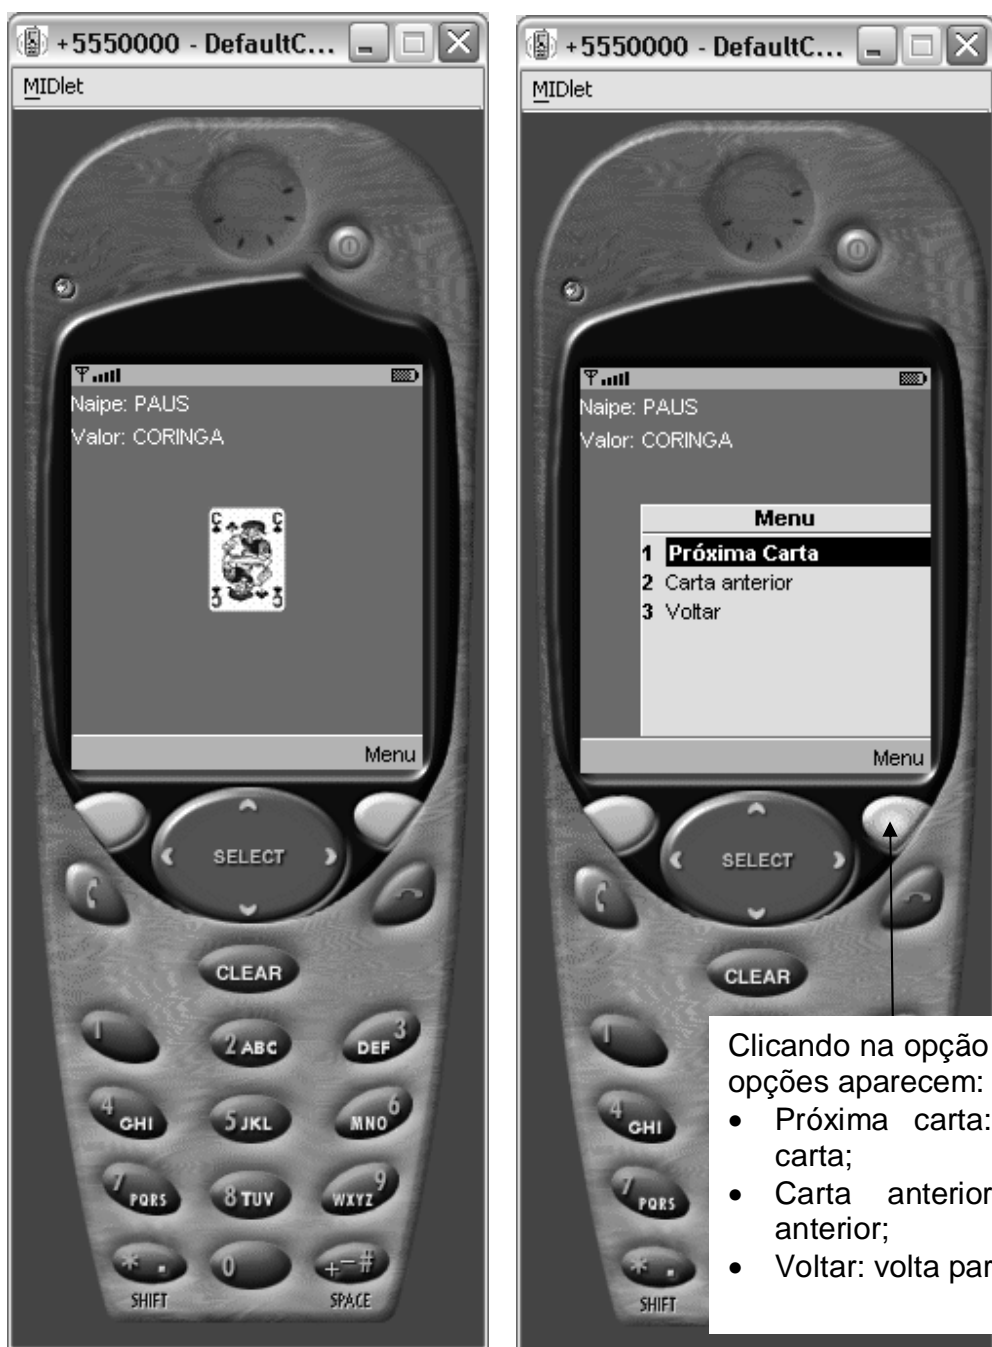 +5550000 - DefaultC...
MIDlet
Naipe: PAUS
Valor: CORINGA
C C
C C
Menu
SELECT
CLEAR
1
2 ABC
3 DEF
4 GHI
5 JKL
6 MNO
7 PQRS
8 TUV
9 WXYZ
* .
0
+-#
SHIFT
SPACE
+5550000 - DefaultC...
MIDlet
Naipe: PAUS
Valor: CORINGA
Menu
1 Próxima Carta
2 Carta anterior
3 Voltar
Menu
SELECT
CLEAR
1
4 GHI
7 PQRS
* .
SHIFT
Clicando na opção
opções aparecem:
• Próxima carta:
carta;
• Carta anterior
anterior;
• Voltar: volta par